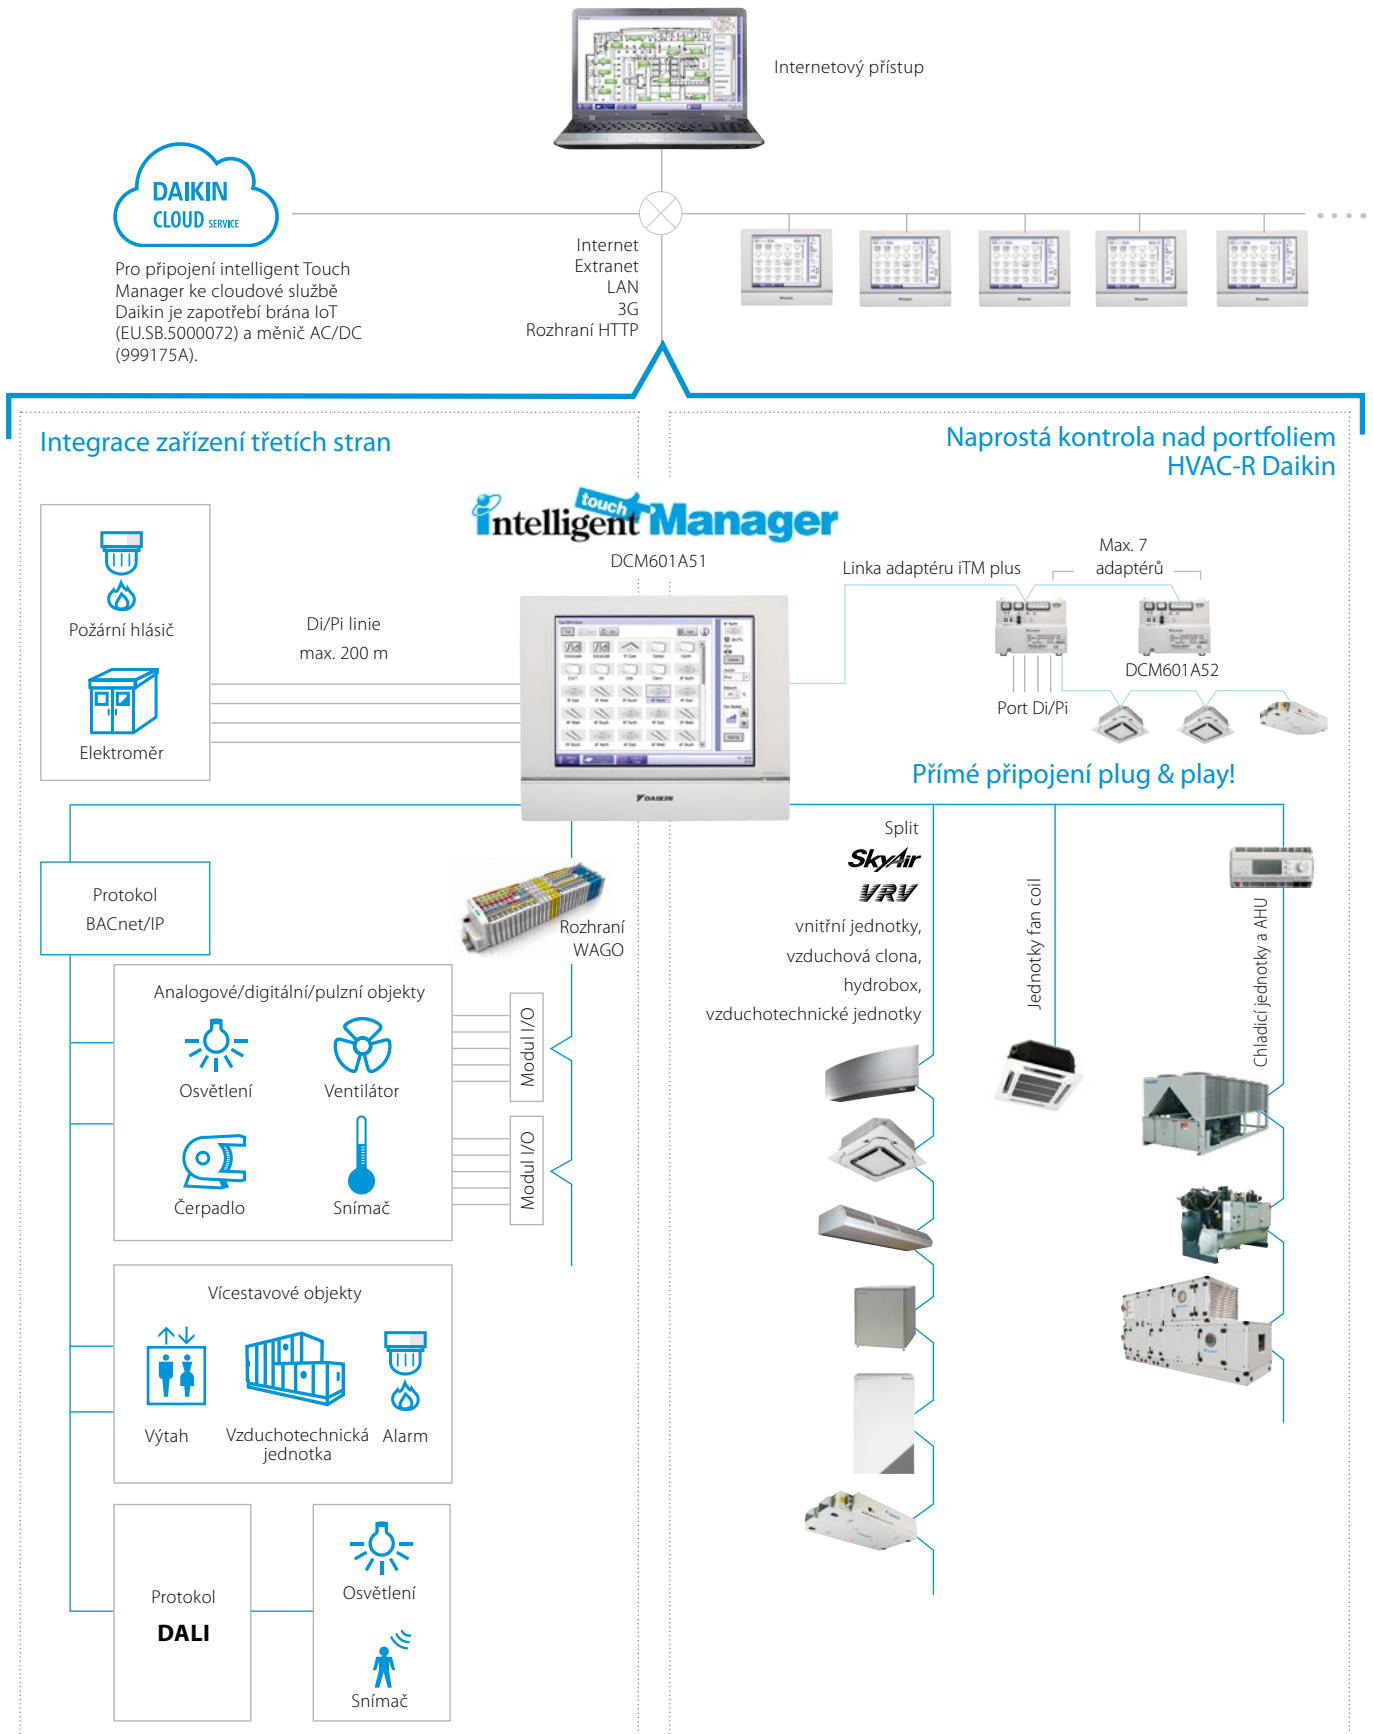 Internetový přístup
DAIKIN
CLOUD SERVICE
Pro připojení intelligent Touch
Manager ke cloudové službě
Daikin je zapotřebí brána IoT
(EU.SB.5000072) a měnič AC/DC
(999175A).
Internet
Extranet
LAN
3G
Rozhraní HTTP
Integrace zařízení třetích stran
Naprostá kontrola nad portfoliem
HVAC-R Daikin
intelligent touch Manager
DCM601A51
Požární hlásič
Elektroměr
Di/Pi linie
max. 200 m
Linka adaptéru iTM plus
Max. 7
adaptérů
DCM601A52
Port Di/Pi
DAIKIN
Přímé připojení plug & play!
Protokol
BACnet/IP
Rozhraní
WAGO
Analogové/digitální/pulzní objekty
Osvětlení
Ventilátor
Čerpadlo
Snímač
Modul I/O
Modul I/O
Split
SkyAir
VRV
vnitřní jednotky,
vzduchová clona,
hydrobox,
vzduchotechnické jednotky
Jednotky fan coil
Chladicí jednotky a AHU
Vícestavové objekty
Výtah
Vzduchotechnická
jednotka
Alarm
Protokol
DALI
Osvětlení
Snímač